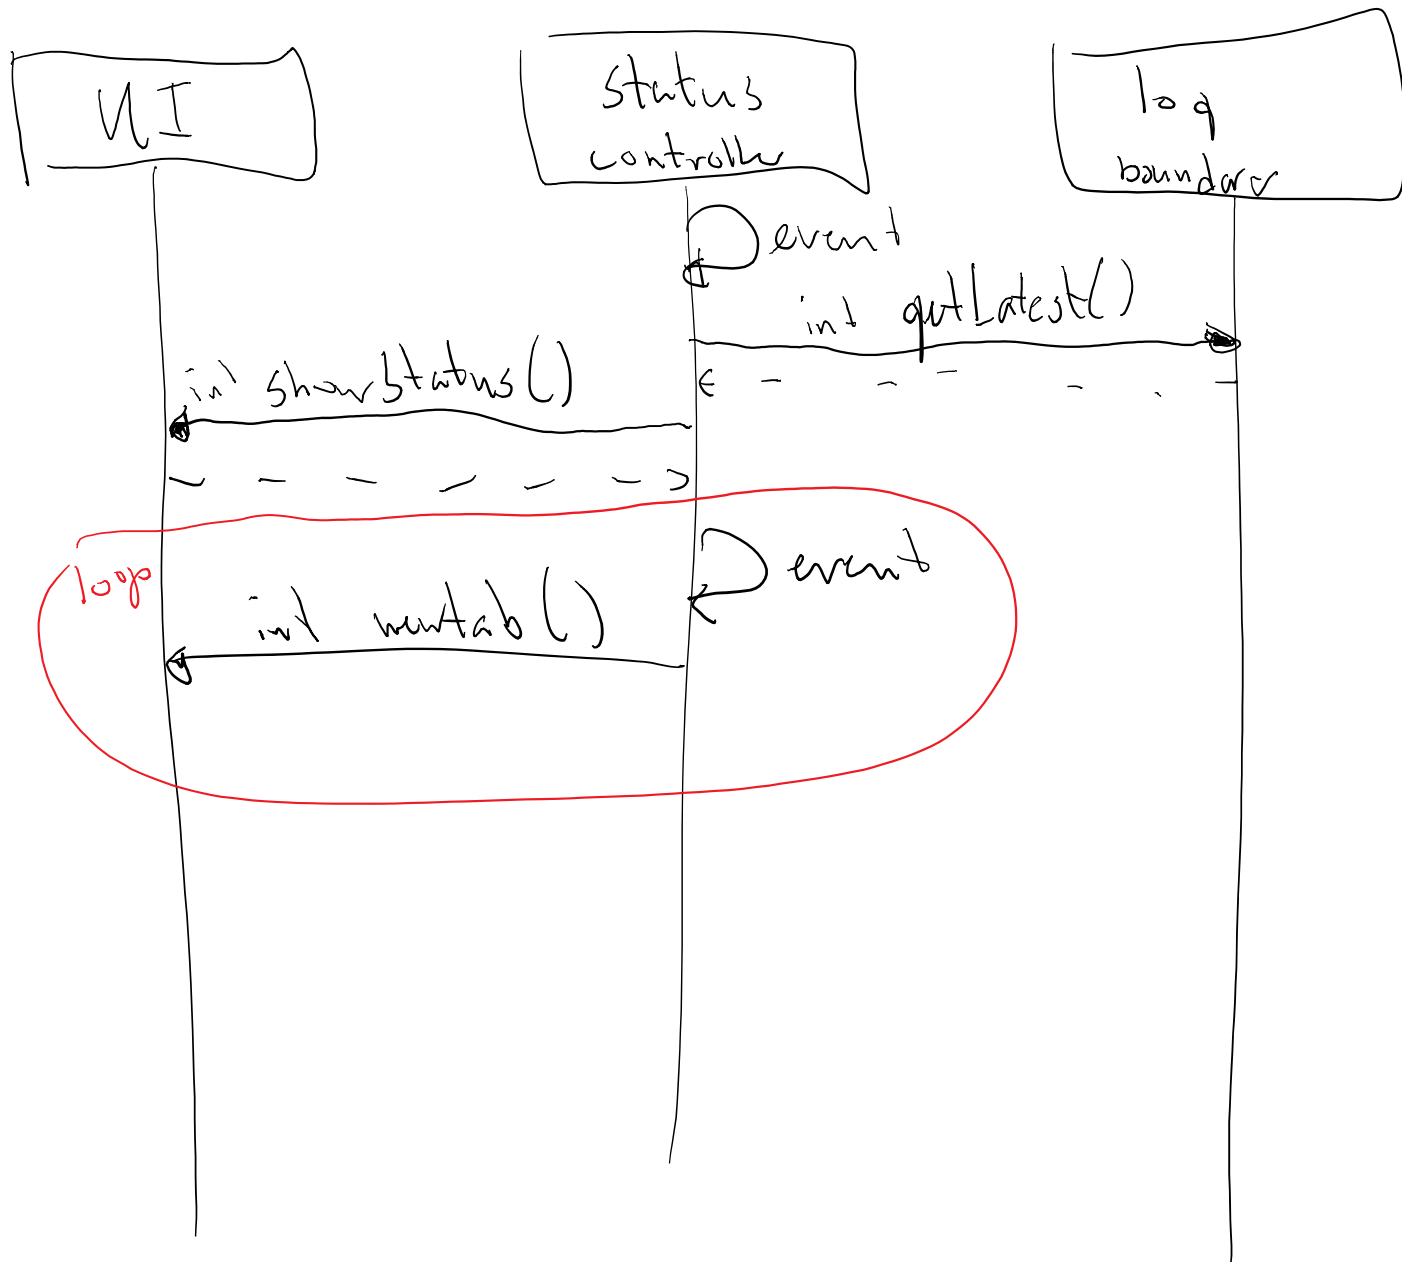 UI
status
controller
log
boundary
event
int getLatest()
int showStatus()
loop
event
int newtab()